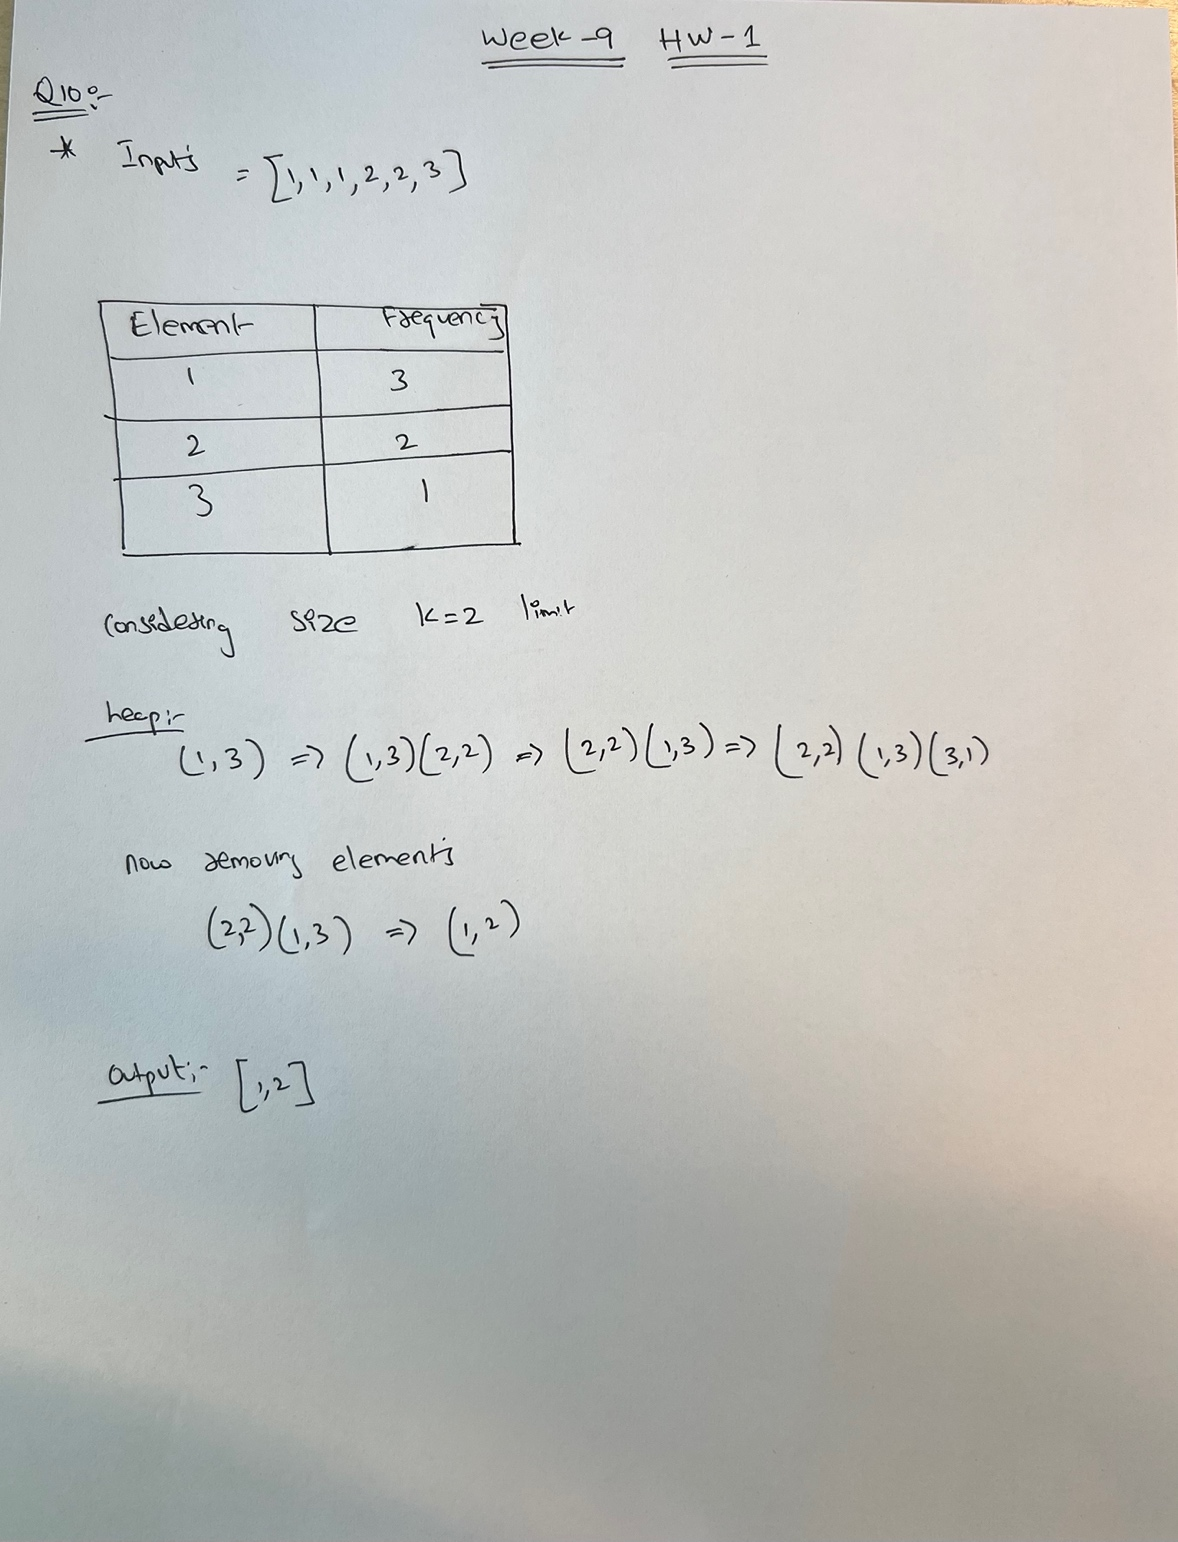 Week-9 HW-1
Q10:-
* Input's = [1,1,1,2,2,3]
Element Frequency
1 3
2 2
3 1
Considering size K=2 limit
heap:-
(1,3) => (1,3)(2,2) => (2,2)(1,3) => (2,2)(1,3)(3,1)
now removing element's
(2,2)(1,3) => (1,2)
output:- [1,2]